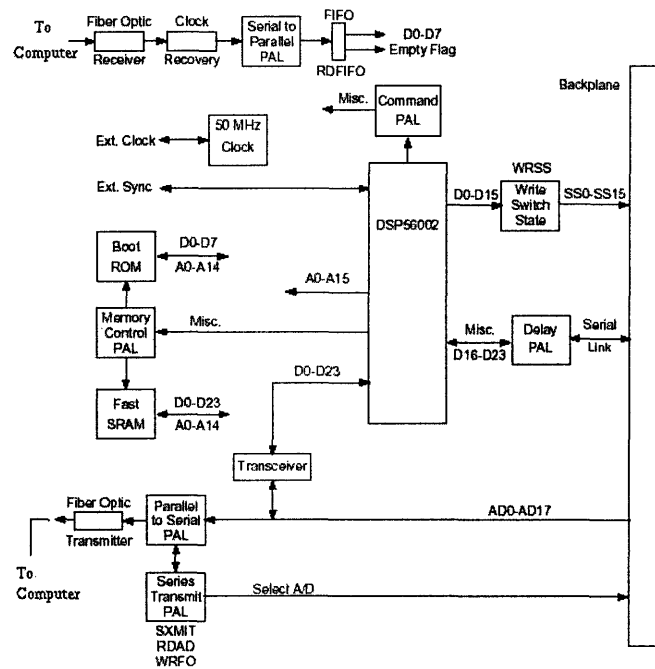 To
Computer
Fiber Optic
Receiver
Clock
Recovery
Serial to
Parallel
PAL
FIFO
RDFIFO
D0-D7
Empty Flag
Backplane
Misc.
Command
PAL
Ext. Clock
50 MHz
Clock
Ext. Sync
DSP56002
D0-D15
WRSS
Write
Switch
State
SS0-SS15
Boot
ROM
D0-D7
A0-A14
A0-A15
Memory
Control
PAL
Misc.
Misc.
D16-D23
Delay
PAL
Serial
Link
Fast
SRAM
D0-D23
A0-A14
D0-D23
Transceiver
Fiber Optic
Transmitter
Parallel
to Serial
PAL
AD0-AD17
To
Computer
Series
Transmit
PAL
Select A/D
SXMIT
RDAD
WRFO